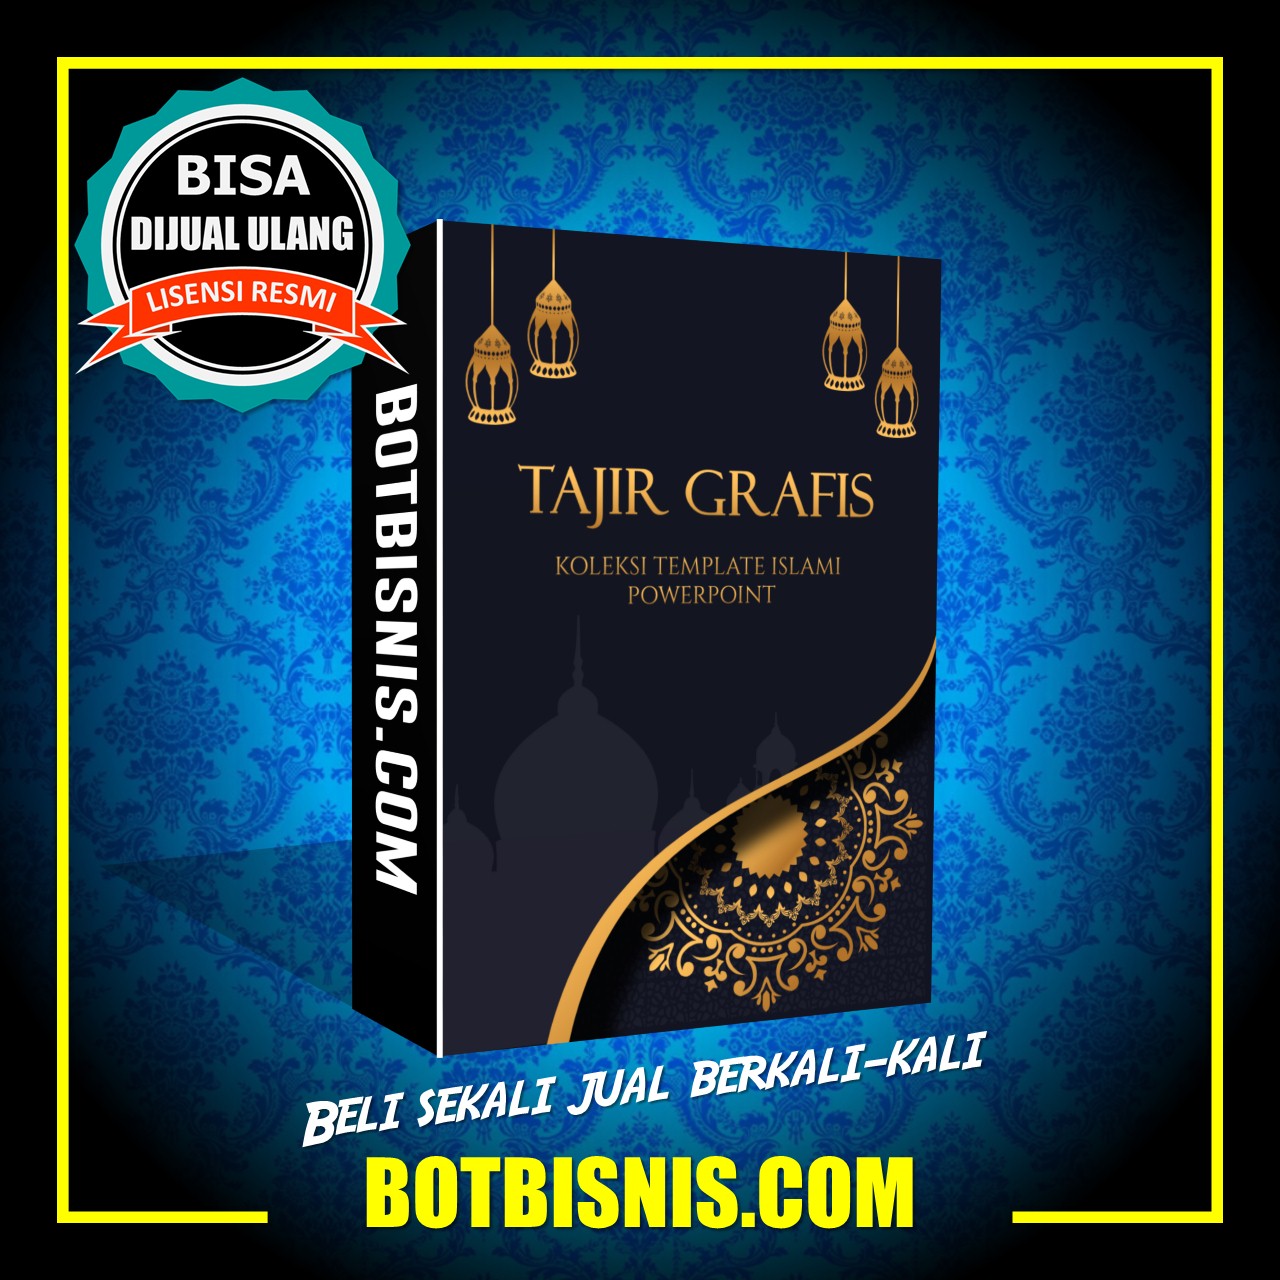 BISA
DIJUAL ULANG
LISENSI RESMI
BOTBISNIS.COM
TAJIR GRAFIS
KOLEKSI TEMPLATE ISLAMI
POWERPOINT
BELI SEKALI JUAL BERKALI-KALI
BOTBISNIS.COM